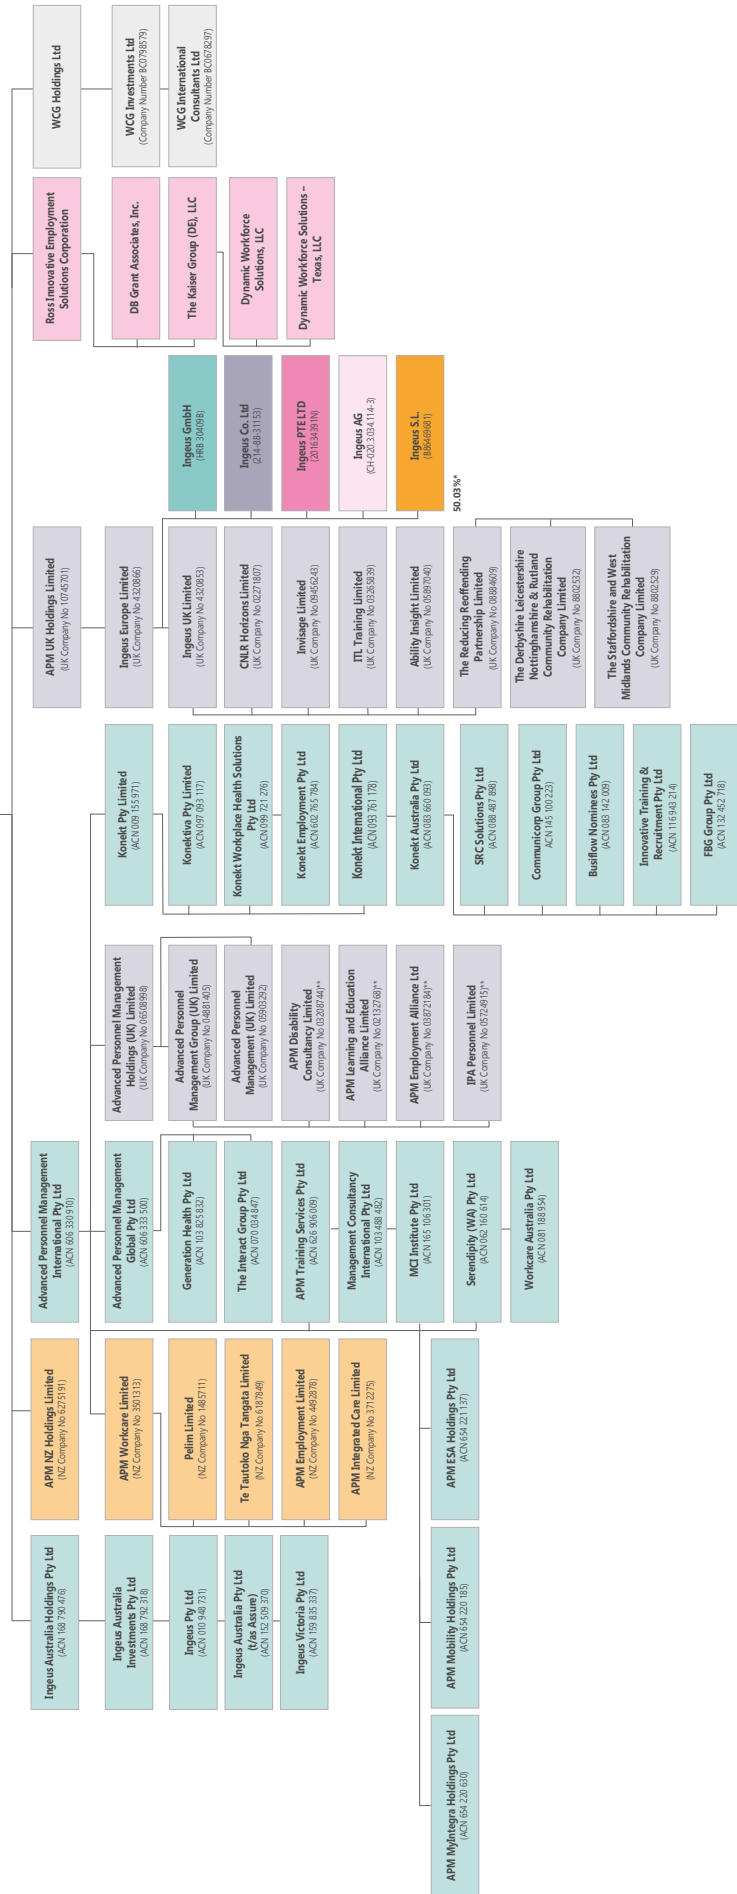 Ingeus Australia Holdings Pty Ltd
(ACN 168 790 476)
Ingeus Australia
Investments Pty Ltd
(ACN 168 792 318)
Ingeus Pty Ltd
(ACN 010 948 731)
Ingeus Australia Pty Ltd
(t/as Assure)
(ACN 152 509 370)
Ingeus Victoria Pty Ltd
(ACN 159 835 337)
APM NZ Holdings Limited
(NZ Company No 6275191)
APM Workcare Limited
(NZ Company No 3501313)
Pelim Limited
(NZ Company No 1485711)
Te Tautoko Nga Tangata Limited
(NZ Company No 6187849)
APM Employment Limited
(NZ Company No 4492878)
APM Integrated Care Limited
(NZ Company No 3712275)
APM MyIntegra Holdings Pty Ltd
(ACN 654 220 630)
APM Mobility Holdings Pty Ltd
(ACN 654 220 185)
APM ESA Holdings Pty Ltd
(ACN 654 221 137)
Advanced Personnel Management
International Pty Ltd
(ACN 606 330 910)
Advanced Personnel Management
Global Pty Ltd
(ACN 606 333 500)
Generation Health Pty Ltd
(ACN 103 825 832)
The Interact Group Pty Ltd
(ACN 070 034 847)
APM Training Services Pty Ltd
(ACN 626 906 009)
Management Consultancy
International Pty Ltd
(ACN 103 488 482)
MCI Institute Pty Ltd
(ACN 165 106 301)
Serendipity (WA) Pty Ltd
(ACN 062 160 614)
Workcare Australia Pty Ltd
(ACN 081 188 954)
Advanced Personnel Management
Holdings (UK) Limited
(UK Company No 06508998)
Advanced Personnel
Management Group (UK) Limited
(UK Company No 04881405)
Advanced Personnel
Management (UK) Limited
(UK Company No 05903292)
APM Disability
Consultancy Limited
(UK Company No 03208744)**
APM Learning and Education
Alliance Limited
(UK Company No 02132768)**
APM Employment Alliance Ltd
(UK Company No 03872184)**
IPA Personnel Limited
(UK Company No 05724915)**
Konekt Pty Limited
(ACN 009 155 971)
Konektiva Pty Limited
(ACN 097 093 117)
Konekt Workplace Health Solutions
Pty Ltd
(ACN 099 721 276)
Konekt Employment Pty Ltd
(ACN 602 765 784)
Konekt International Pty Ltd
(ACN 093 761 178)
Konekt Australia Pty Ltd
(ACN 083 660 093)
SRC Solutions Pty Ltd
(ACN 088 487 898)
Communicorp Group Pty Ltd
ACN 145 100 223)
Busiflow Nominees Pty Ltd
(ACN 083 142 009)
Innovative Training &
Recruitment Pty Ltd
(ACN 116 943 214)
FBG Group Pty Ltd
(ACN 132 452 718)
APM UK Holdings Limited
(UK Company No 10745701)
Ingeus Europe Limited
(UK Company No 4320866)
Ingeus UK Limited
(UK Company No 4320853)
CNLR Horizons Limited
(UK Company No 02271807)
Invisage Limited
(UK Company No 09456243)
ITL Training Limited
(UK Company No 03265839)
Ability Insight Limited
(UK Company No 05897040)
The Reducing Reoffending
Partnership Limited
(UK Company No 08884609)
The Derbyshire Leicestershire
Nottinghamshire & Rutland
Community Rehabilitation
Company Limited
(UK Company No 8802532)
The Staffordshire and West
Midlands Community Rehabilitation
Company Limited
(UK Company No 8802529)
Ingeus GmbH
(HRB 30409B)
Ingeus Co. Ltd
(214-88-31153)
Ingeus PTE LTD
(201634391N)
Ingeus AG
(CH-020.3.034.114-3)
Ingeus S.L.
(B86469681)
50.03%*
Ross Innovative Employment
Solutions Corporation
DB Grant Associates, Inc.
The Kaiser Group (DE), LLC
Dynamic Workforce
Solutions, LLC
Dynamic Workforce Solutions –
Texas, LLC
WCG Holdings Ltd
WCG Investments Ltd
(Company Number BC0798579)
WCG International
Consultants Ltd
(Company Number BC0678297)